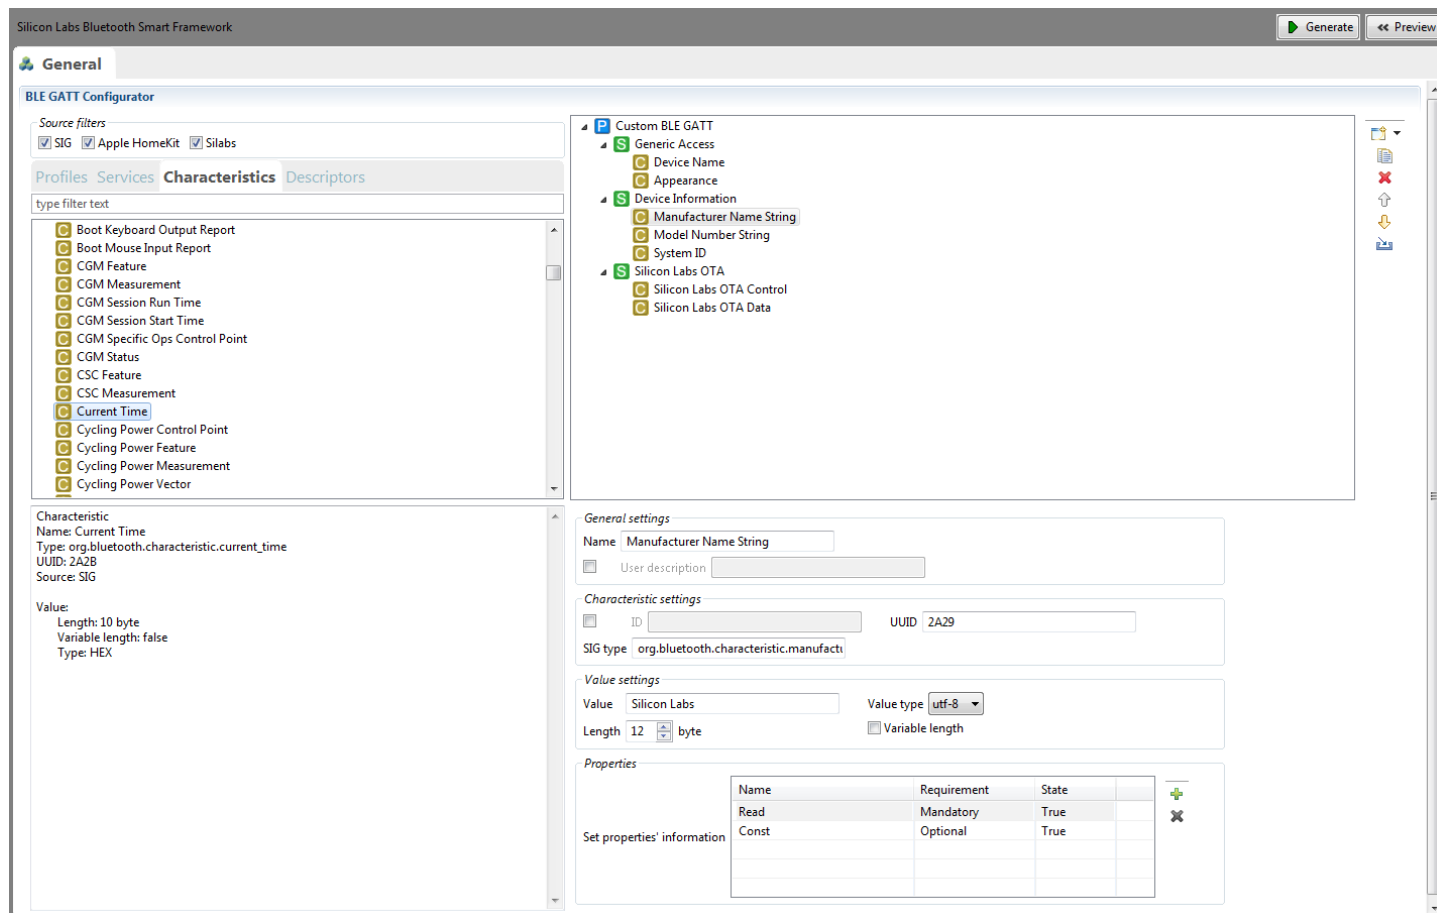 Silicon Labs Bluetooth Smart Framework
Generate
Preview
General
BLE GATT Configurator
Source filters
SIG Apple HomeKit Silabs
Profiles Services Characteristics Descriptors
type filter text
C Boot Keyboard Output Report
C Boot Mouse Input Report
C CGM Feature
C CGM Measurement
C CGM Session Run Time
C CGM Session Start Time
C CGM Specific Ops Control Point
C CGM Status
C CSC Feature
C CSC Measurement
C Current Time
C Cycling Power Control Point
C Cycling Power Feature
C Cycling Power Measurement
C Cycling Power Vector
Characteristic
Name: Current Time
Type: org.bluetooth.characteristic.current_time
UUID: 2A2B
Source: SIG
Value:
Length: 10 byte
Variable length: false
Type: HEX
P Custom BLE GATT
S Generic Access
C Device Name
C Appearance
S Device Information
C Manufacturer Name String
C Model Number String
C System ID
S Silicon Labs OTA
C Silicon Labs OTA Control
C Silicon Labs OTA Data
General settings
Name Manufacturer Name String
User description
Characteristic settings
ID UUID 2A29
SIG type org.bluetooth.characteristic.manufactu
Value settings
Value Silicon Labs Value type utf-8
Length 12 byte Variable length
Properties
Set properties' information
Name Requirement State
Read Mandatory True
Const Optional True